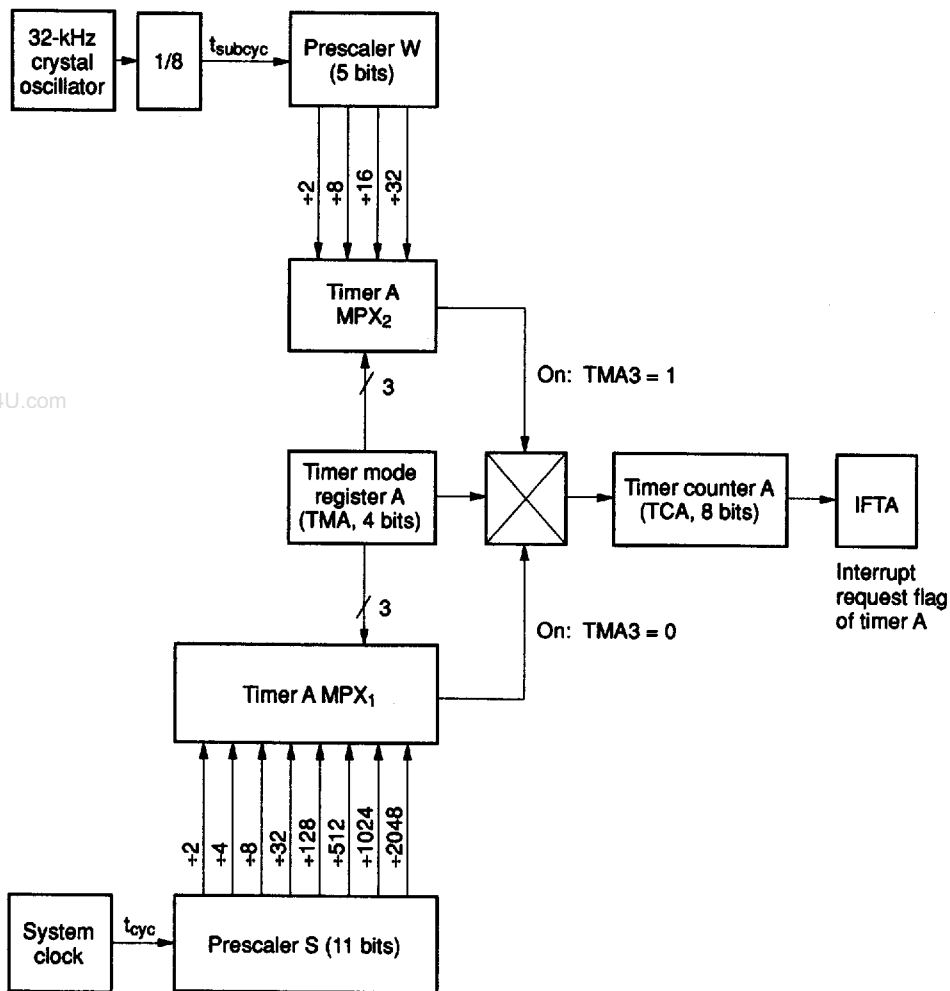 32-kHz
crystal
oscillator
1/8
tsubcyc
Prescaler W
(5 bits)
÷2
÷8
÷16
÷32
Timer A
MPX2
3
On: TMA3 = 1
4U.com
Timer mode
register A
(TMA, 4 bits)
Timer counter A
(TCA, 8 bits)
IFTA
Interrupt
request flag
of timer A
3
On: TMA3 = 0
Timer A MPX1
÷2
÷4
÷8
÷32
÷128
÷512
÷1024
÷2048
System
clock
tcyc
Prescaler S (11 bits)